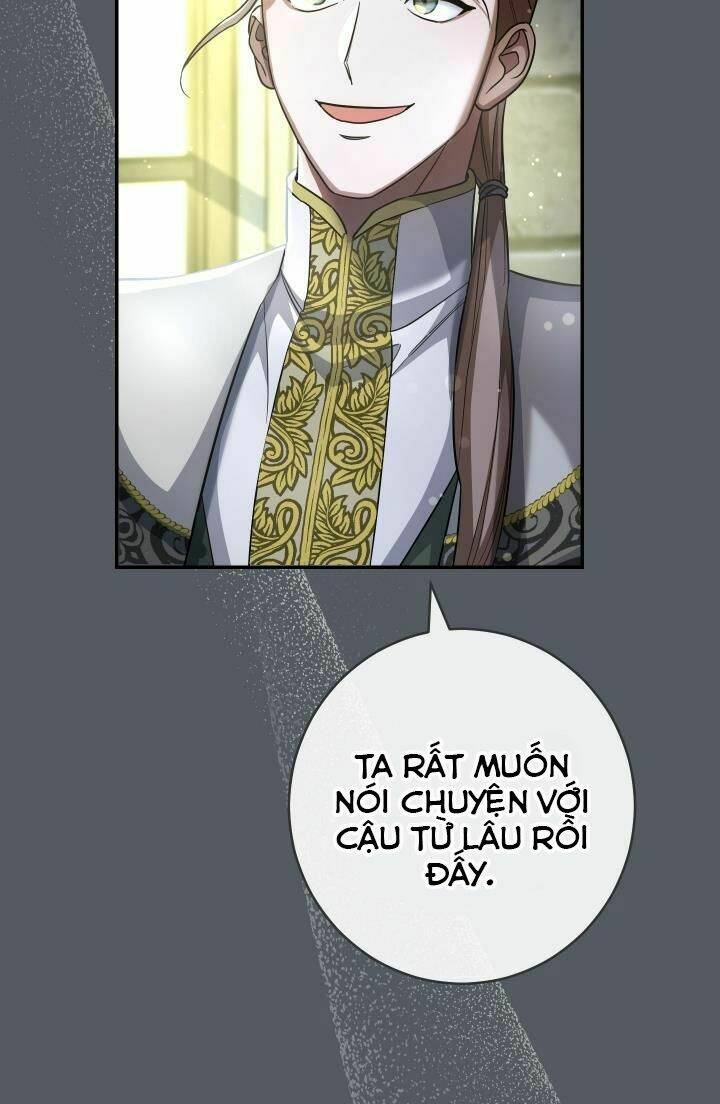 TA RẤT MUỐN
NÓI CHUYỆN VỚI
CẬU TỪ LÂU RỒI
ĐẤY.